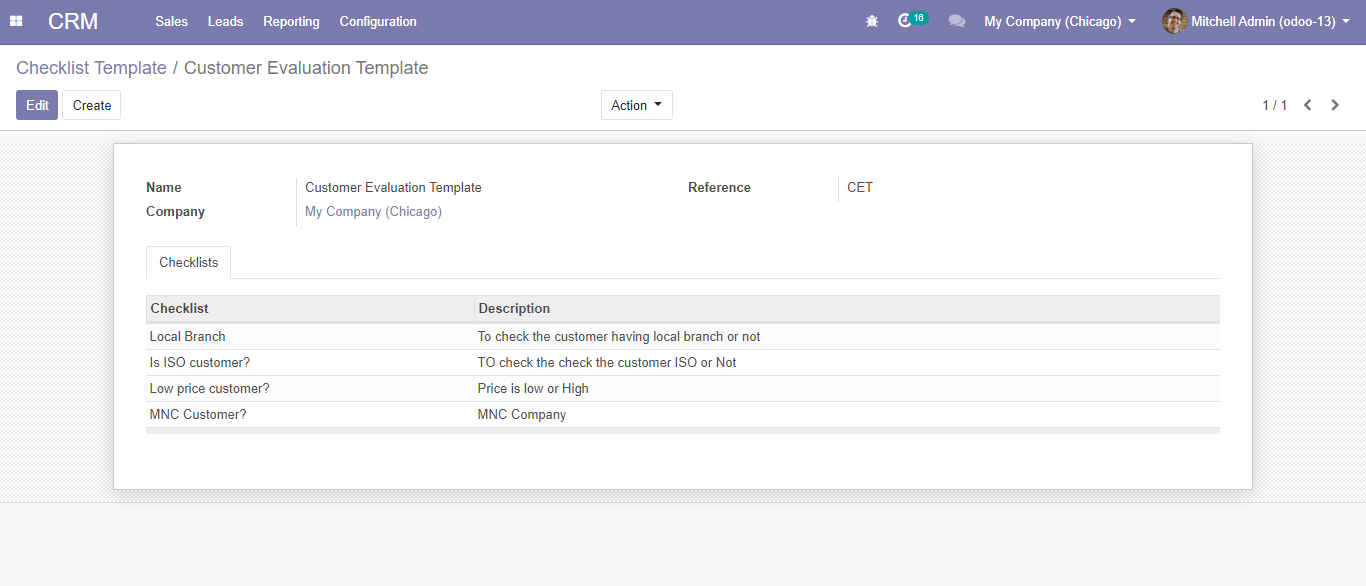 CRM Sales Leads Reporting Configuration 16 My Company (Chicago) Mitchell Admin (odoo-13)
Checklist Template / Customer Evaluation Template
Edit Create Action 1 / 1
Name Customer Evaluation Template Reference CET
Company My Company (Chicago)
Checklists
Checklist Description
Local Branch To check the customer having local branch or not
Is ISO customer? TO check the check the customer ISO or Not
Low price customer? Price is low or High
MNC Customer? MNC Company